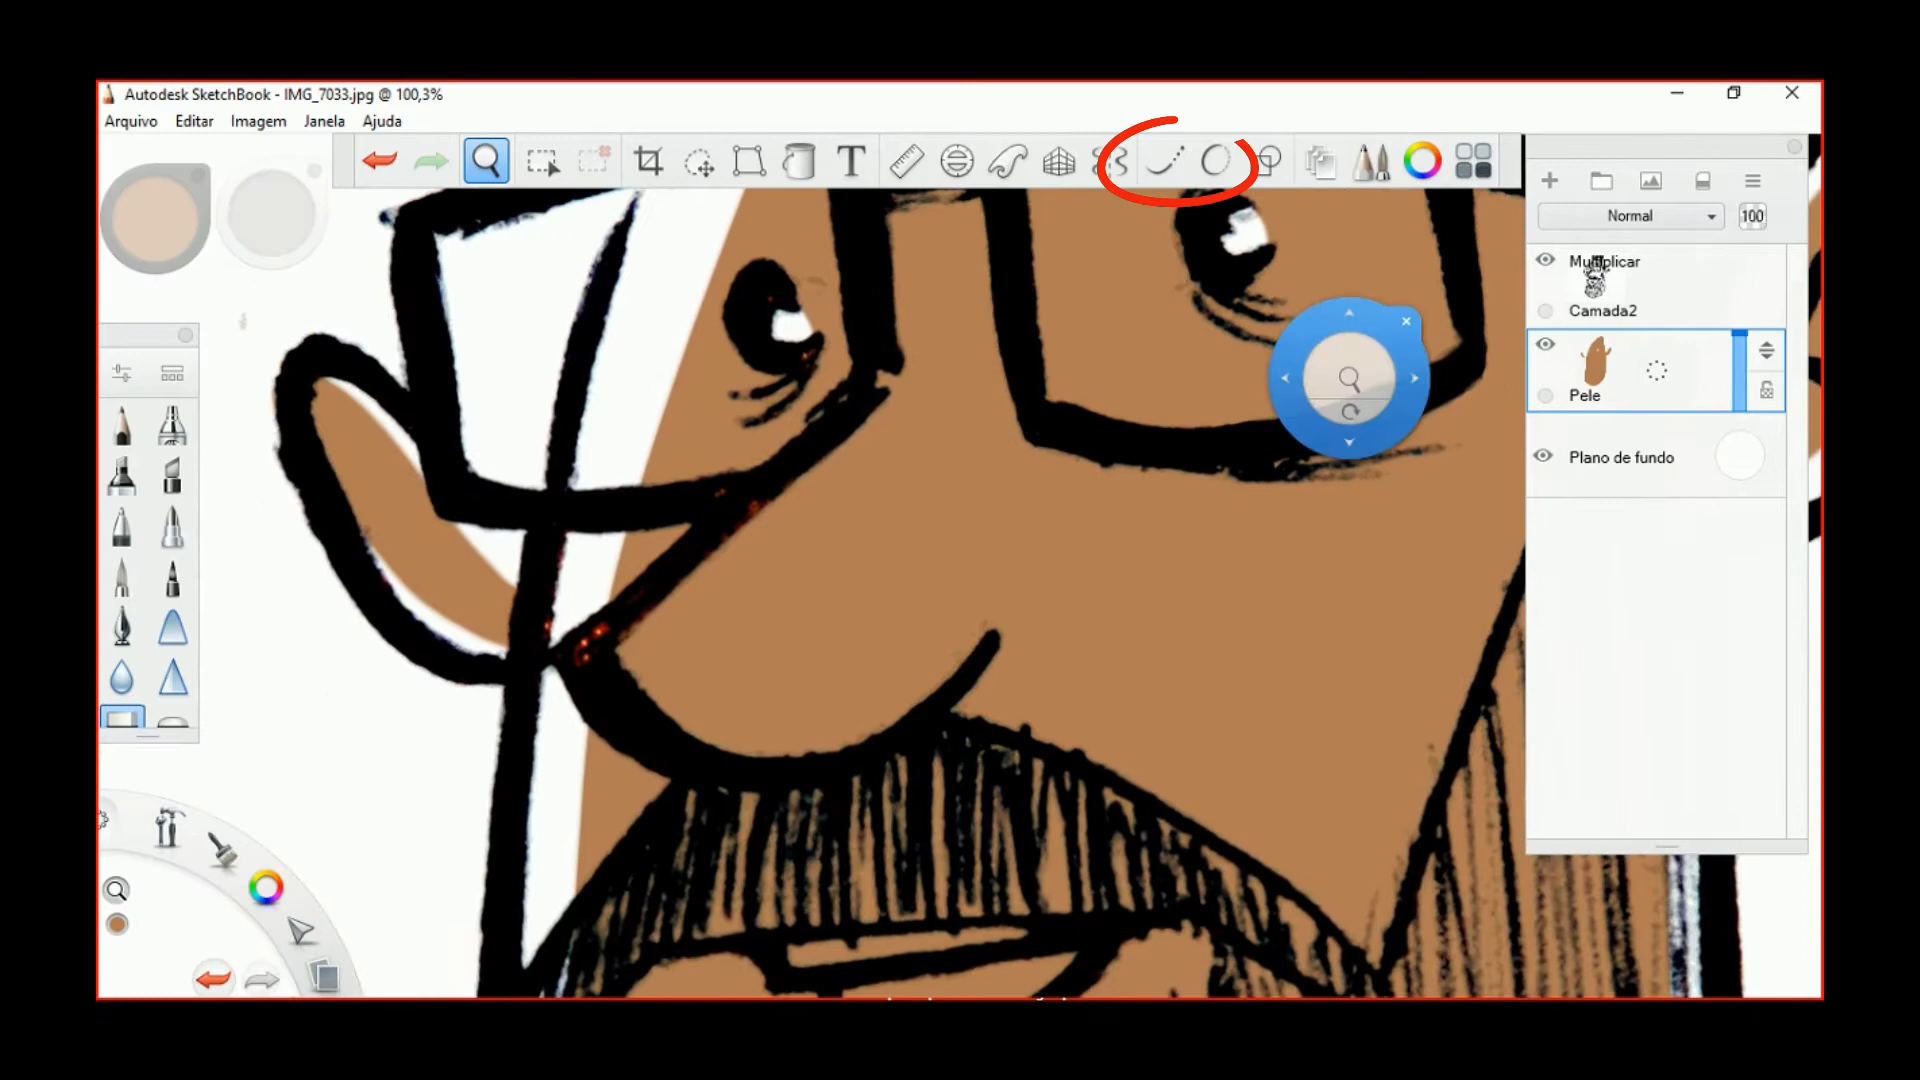 Autodesk SketchBook - IMG_7033.jpg @ 100,3%
Arquivo Editar Imagem Janela Ajuda
T
Normal 100
Multiplicar
Camada2
Pele
Plano de fundo